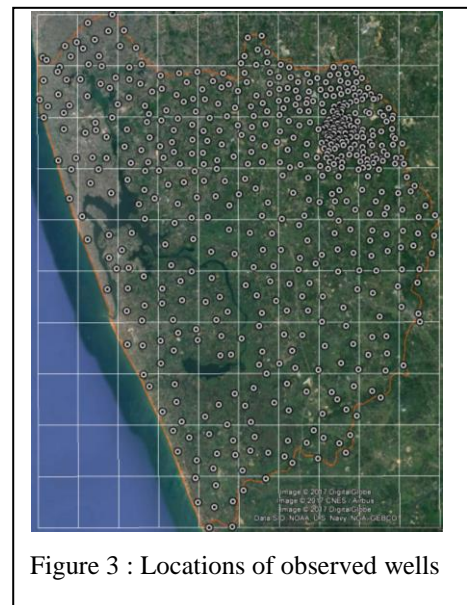 Image © 2017 DigitalGlobe
Image © 2017 CNES / Airbus
Image © 2017 DigitalGlobe
Data SIO, NOAA, U.S. Navy, NGA, GEBCO
Figure 3 : Locations of observed wells